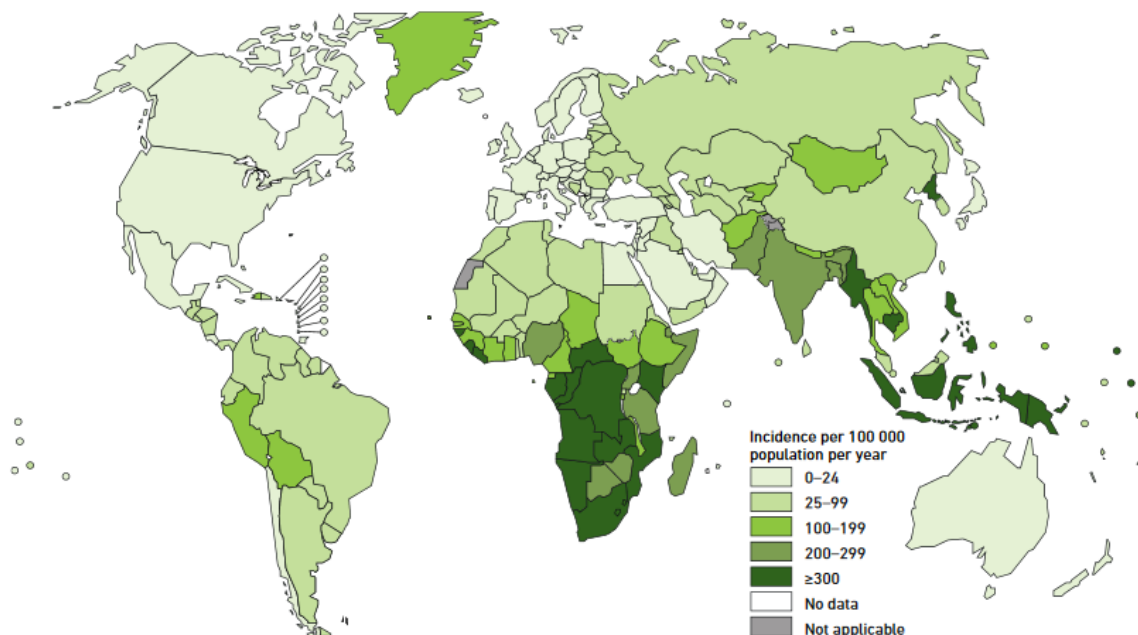 Incidence per 100 000
population per year
0–24
25–99
100–199
200–299
≥300
No data
Not applicable